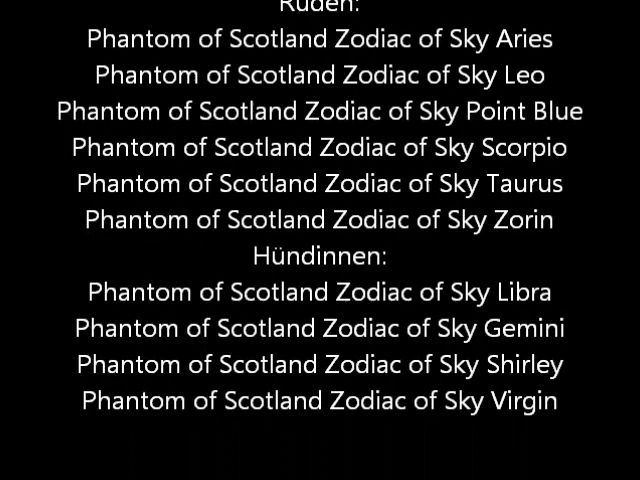 Rüden:
Phantom of Scotland Zodiac of Sky Aries
Phantom of Scotland Zodiac of Sky Leo
Phantom of Scotland Zodiac of Sky Point Blue
Phantom of Scotland Zodiac of Sky Scorpio
Phantom of Scotland Zodiac of Sky Taurus
Phantom of Scotland Zodiac of Sky Zorin
Hündinnen:
Phantom of Scotland Zodiac of Sky Libra
Phantom of Scotland Zodiac of Sky Gemini
Phantom of Scotland Zodiac of Sky Shirley
Phantom of Scotland Zodiac of Sky Virgin